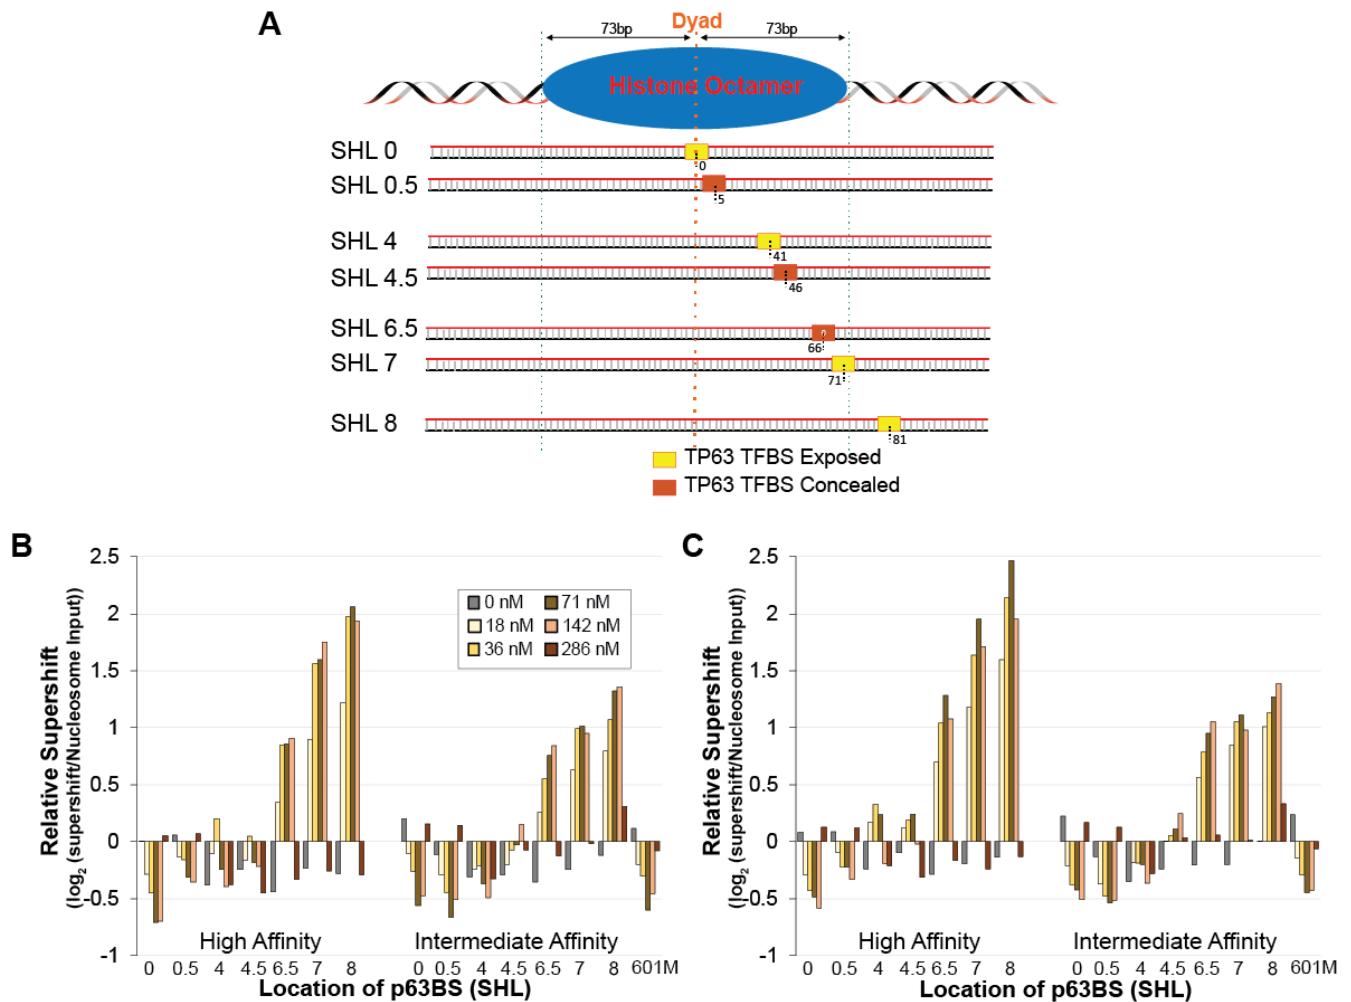 A
Dyad
73bp 73bp
Histone Octamer
SHL 0
0
SHL 0.5
5
SHL 4
41
SHL 4.5
46
SHL 6.5
66
SHL 7
71
SHL 8
81
TP63 TFBS Exposed
TP63 TFBS Concealed
B
Relative Supershift
(log2 (supershift/Nucleosome Input))
2.5
2
1.5
1
0.5
0
-0.5
-1
0 nM 71 nM
18 nM 142 nM
36 nM 286 nM
High Affinity Intermediate Affinity
0 0.5 4 4.5 6.5 7 8 0 0.5 4 4.5 6.5 7 8 601M
Location of p63BS (SHL)
C
Relative Supershift
(log2 (supershift/Nucleosome Input))
2.5
2
1.5
1
0.5
0
-0.5
-1
High Affinity Intermediate Affinity
0 0.5 4 4.5 6.5 7 8 0 0.5 4 4.5 6.5 7 8 601M
Location of p63BS (SHL)